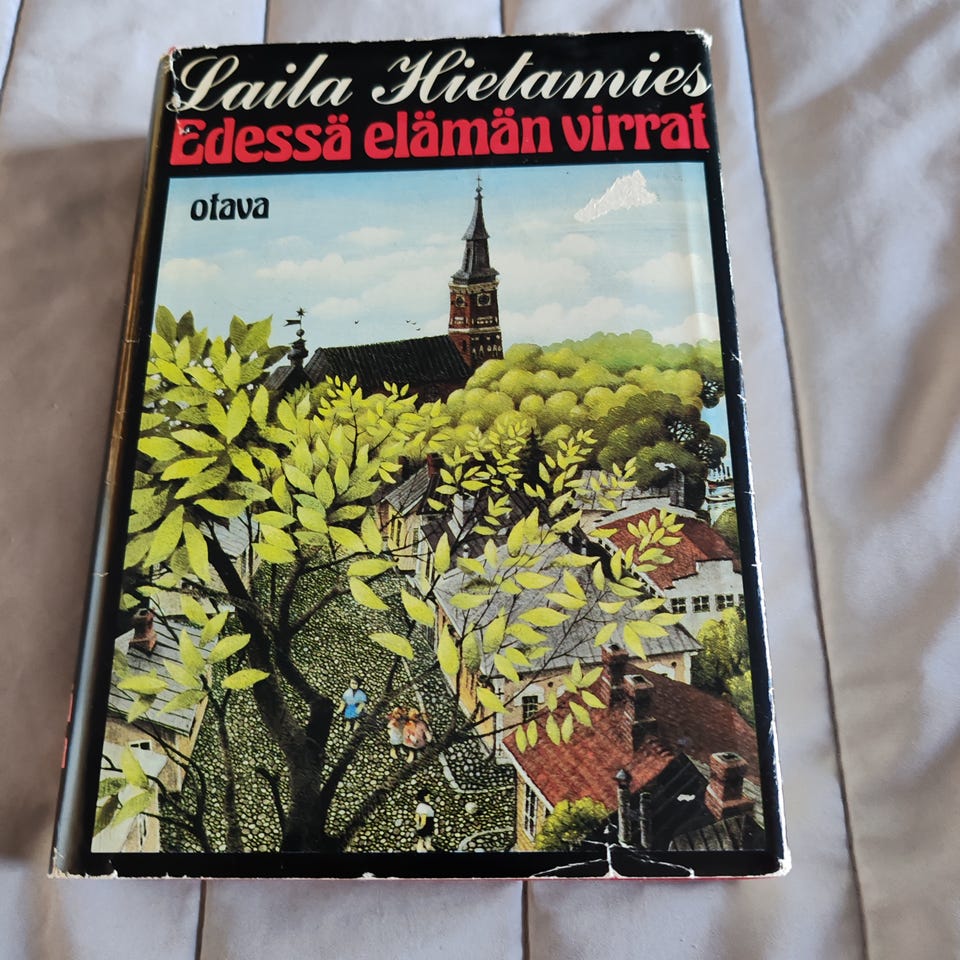 Laila Hietamies
Edessä elämän virrat
otava